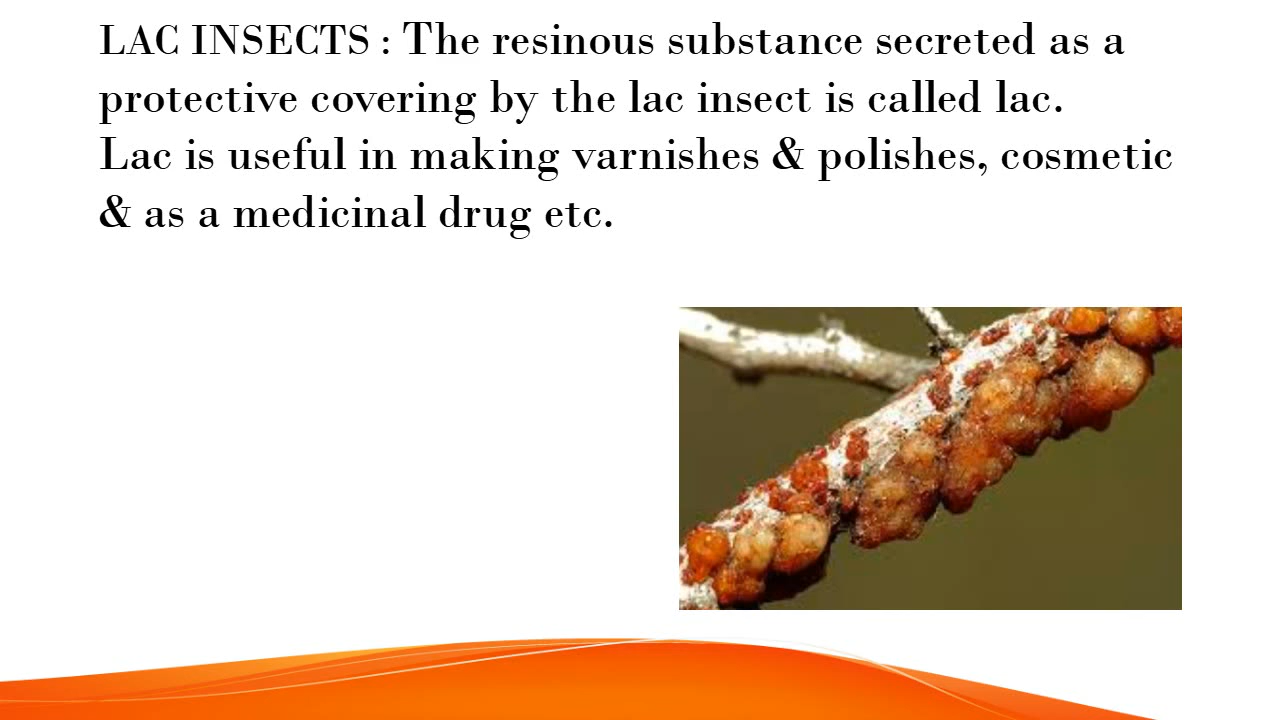 LAC INSECTS : The resinous substance secreted as a
protective covering by the lac insect is called lac.
Lac is useful in making varnishes & polishes, cosmetic
& as a medicinal drug etc.